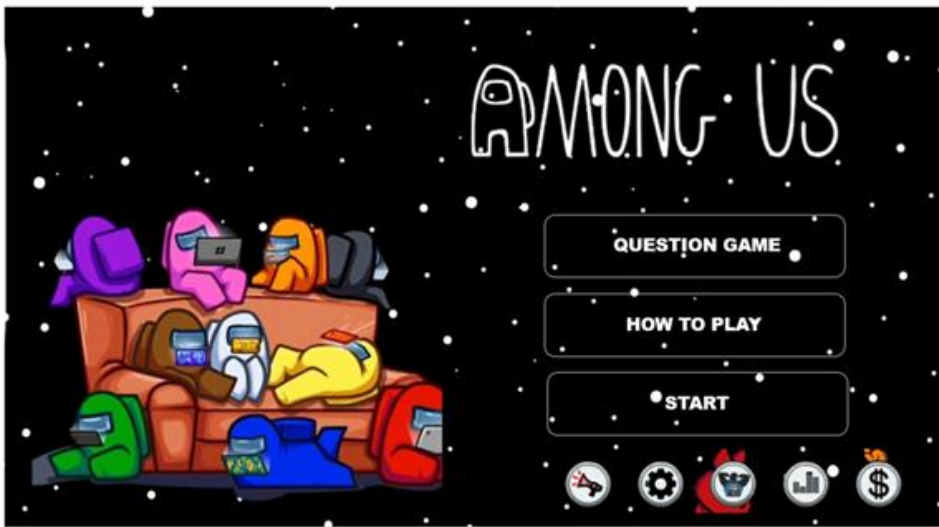 AMONG US
QUESTION GAME
HOW TO PLAY
START
$